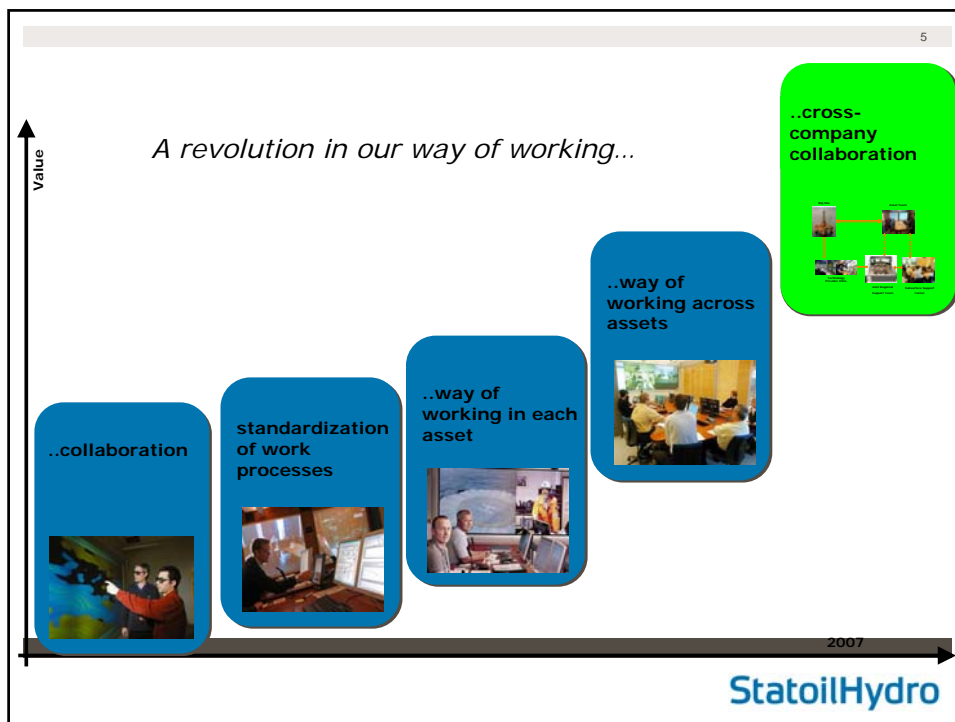 5
Value
A revolution in our way of working...
..collaboration
standardization
of work
processes
..way of
working in each
asset
..way of
working across
assets
..cross-
company
collaboration
2007
StatoilHydro